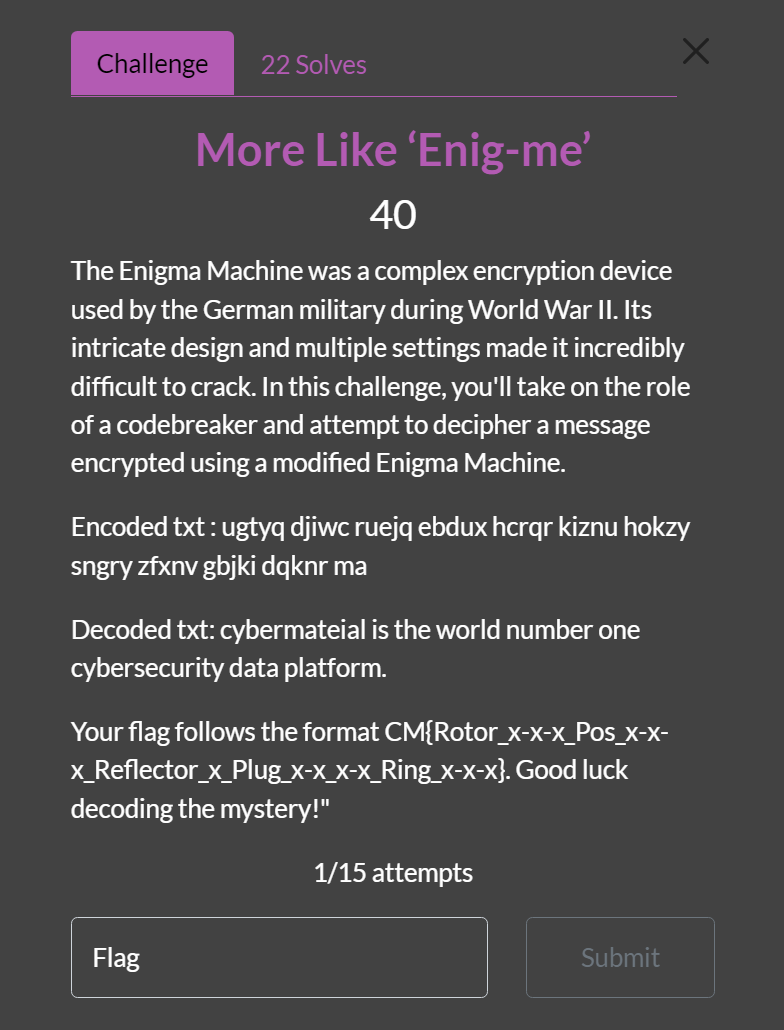 Challenge
22 Solves
More Like ‘Enig-me’
40
The Enigma Machine was a complex encryption device
used by the German military during World War II. Its
intricate design and multiple settings made it incredibly
difficult to crack. In this challenge, you'll take on the role
of a codebreaker and attempt to decipher a message
encrypted using a modified Enigma Machine.
Encoded txt : ugtyq djiwc ruejq ebdux hcrqr kiznu hokzy
sngry zfxnv gbjki dqknr ma
Decoded txt: cybermateial is the world number one
cybersecurity data platform.
Your flag follows the format CM{Rotor_x-x-x_Pos_x-x-
x_Reflector_x_Plug_x-x_x-x_Ring_x-x-x}. Good luck
decoding the mystery!"
1/15 attempts
Flag
Submit